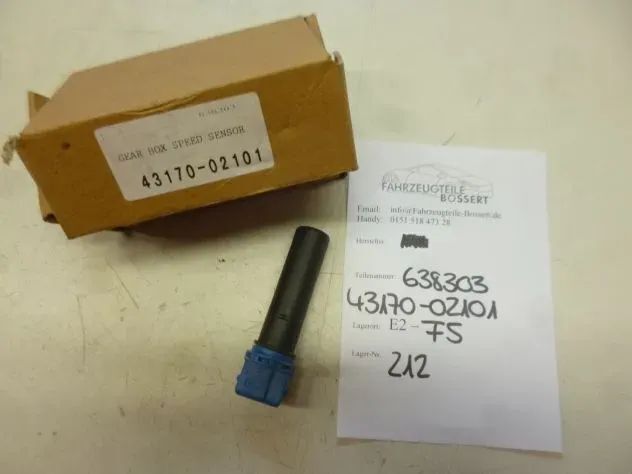 GEAR BOX SPEED SENSOR
43170-02101
FAHRZEUGTEILE
BOSSERT
Email: info@Fahrzeugteile-Bossert.de
Handy: 0151 518 473 28
Hersteller
Teilenummer: 638303
43170-02101
Lagerort: E2-75
Lager-Nr. 212